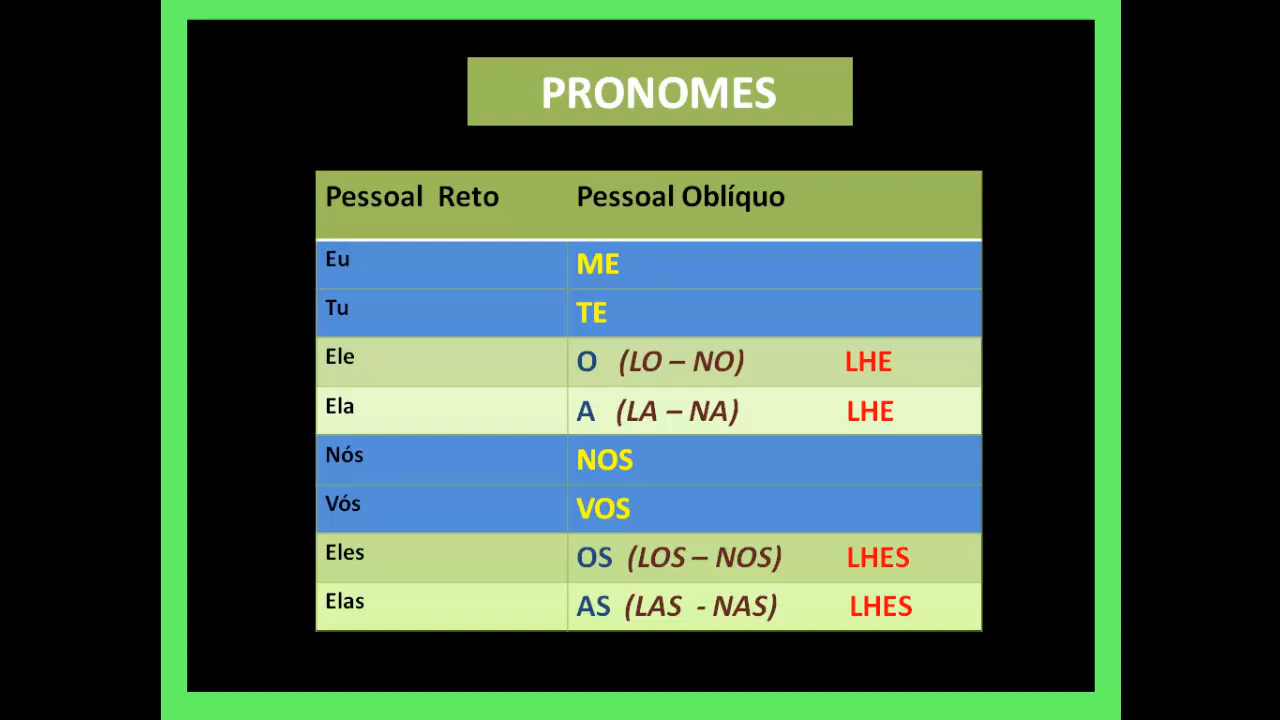 PRONOMES
Pessoal Reto Pessoal Oblíquo
Eu ME
Tu TE
Ele O (LO – NO) LHE
Ela A (LA – NA) LHE
Nós NOS
Vós VOS
Eles OS (LOS – NOS) LHES
Elas AS (LAS - NAS) LHES